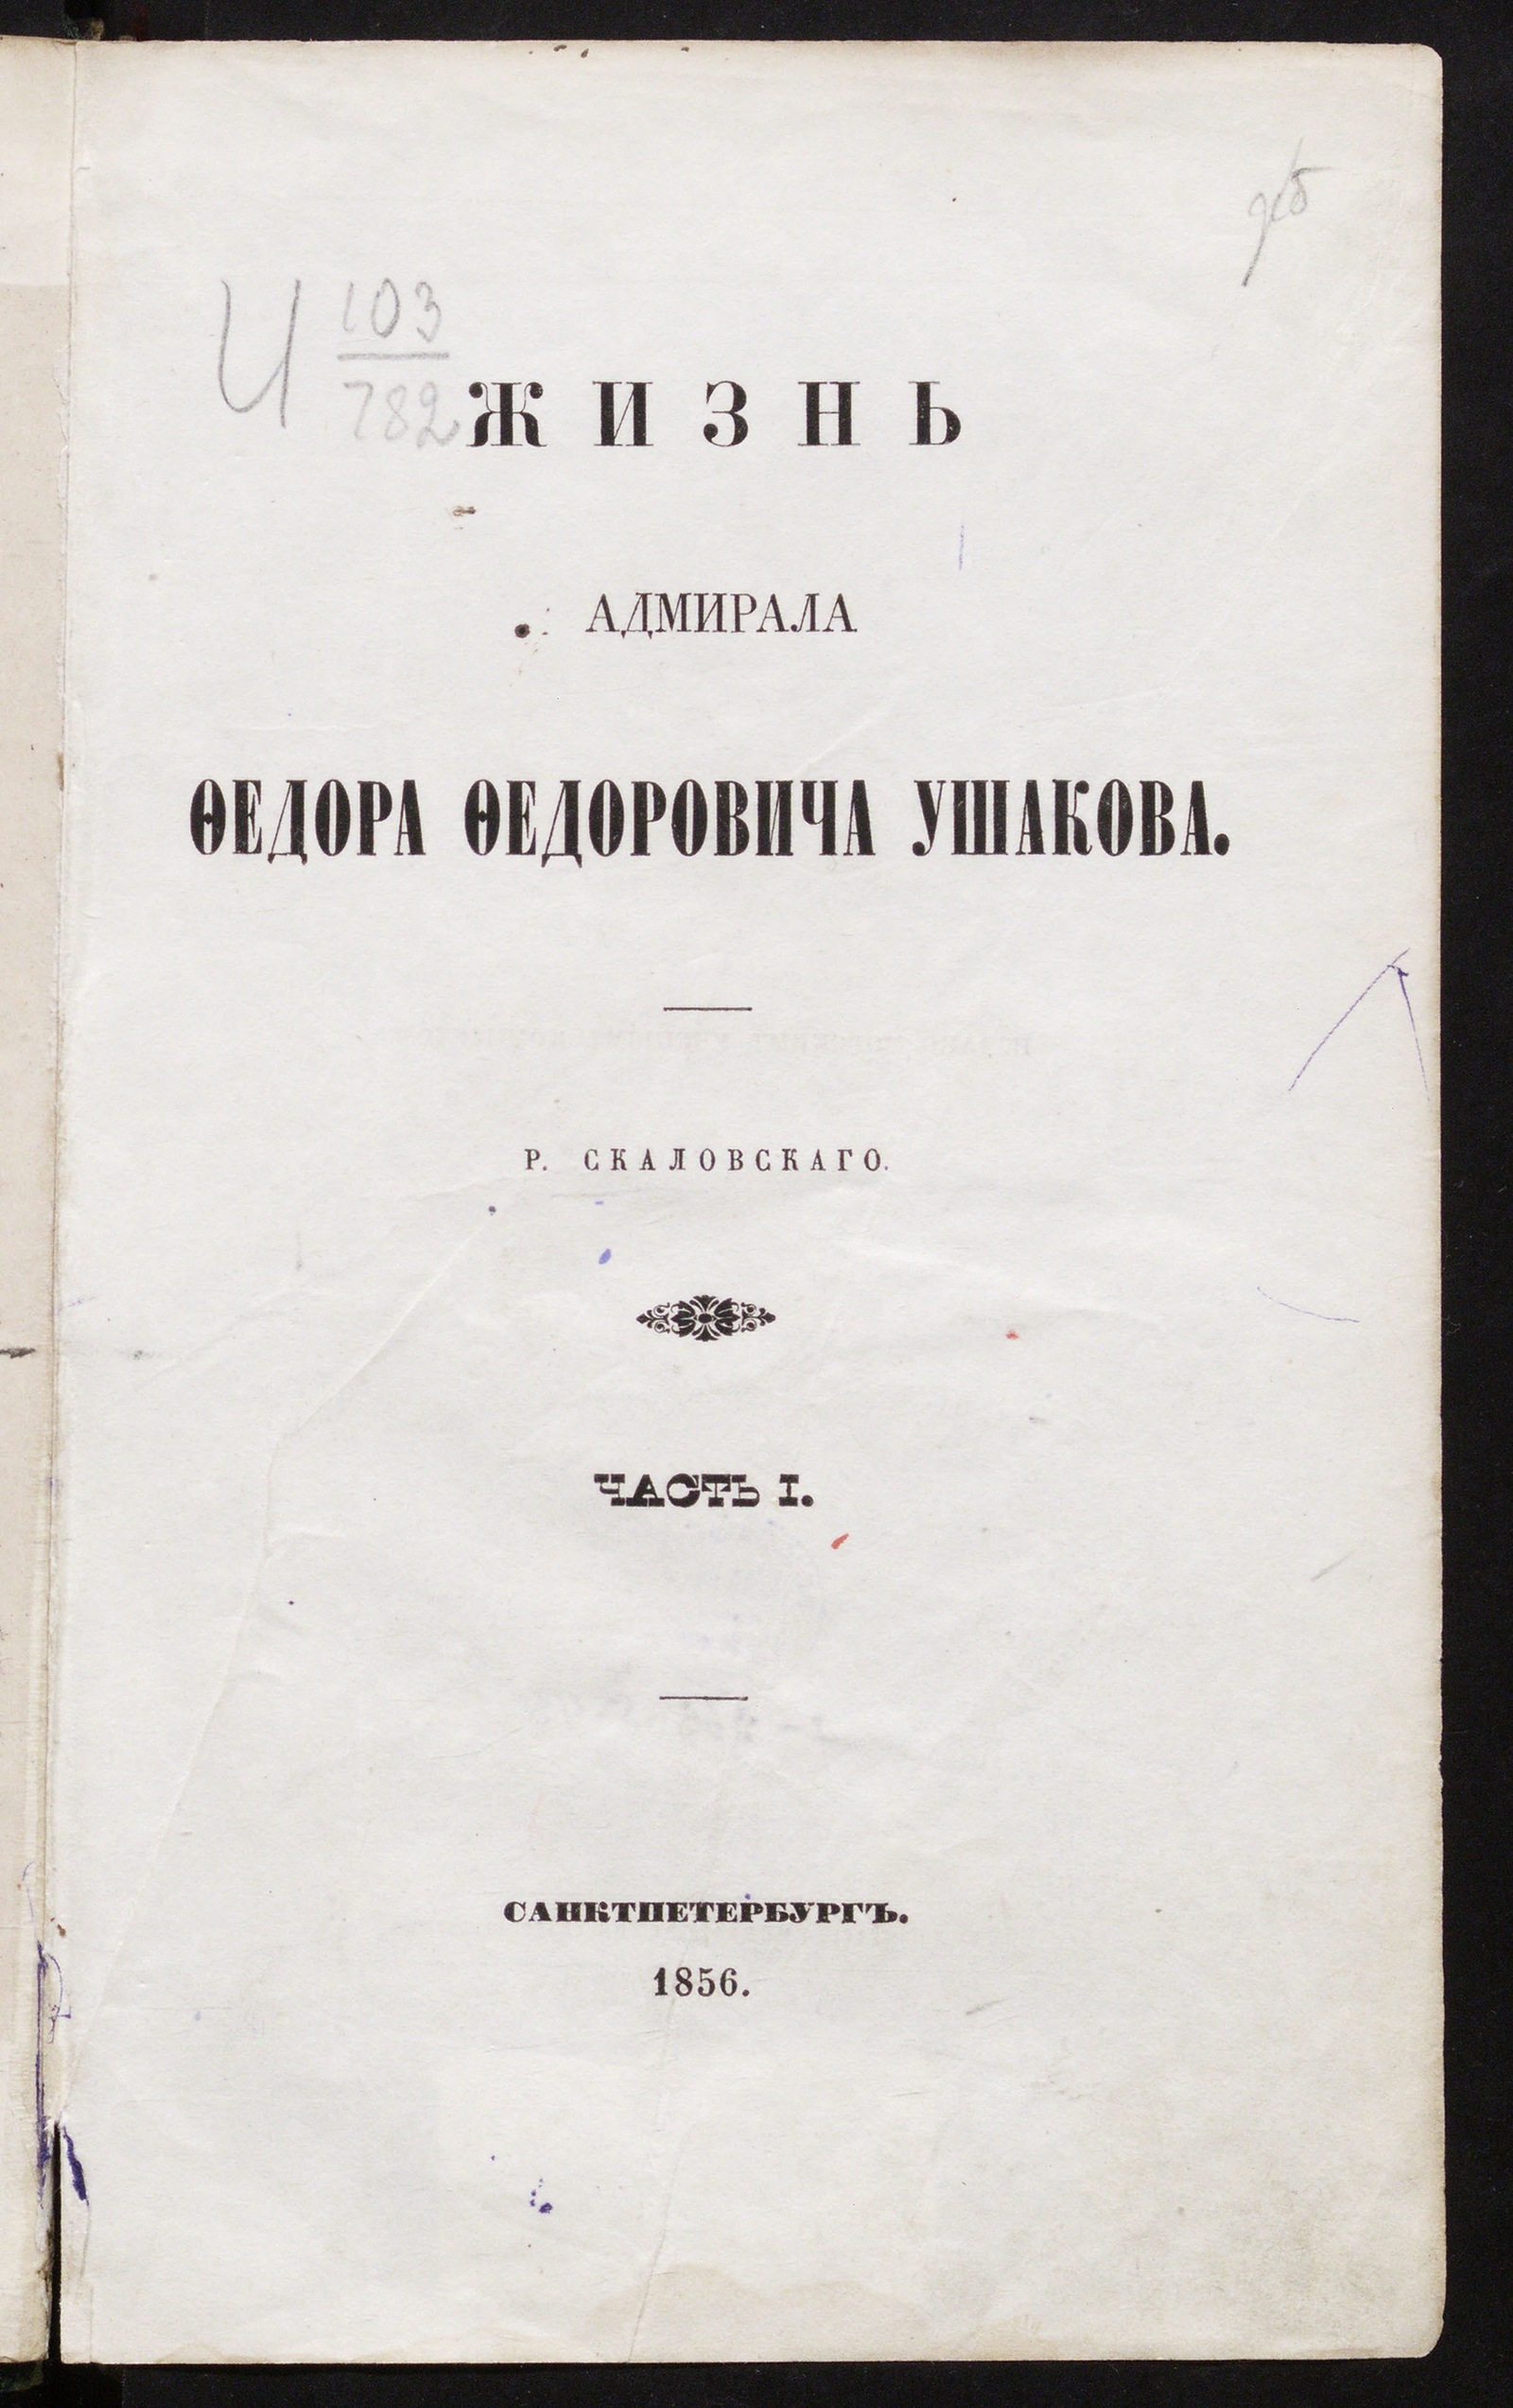 И 103
782
ЖИЗНЬ
АДМИРАЛА
ѲЕДОРА ѲЕДОРОВИЧА УШАКОВА.
Р. СКАЛОВСКАГО.
ЧАСТЬ I.
САНКТПЕТЕРБУРГЪ.
1856.